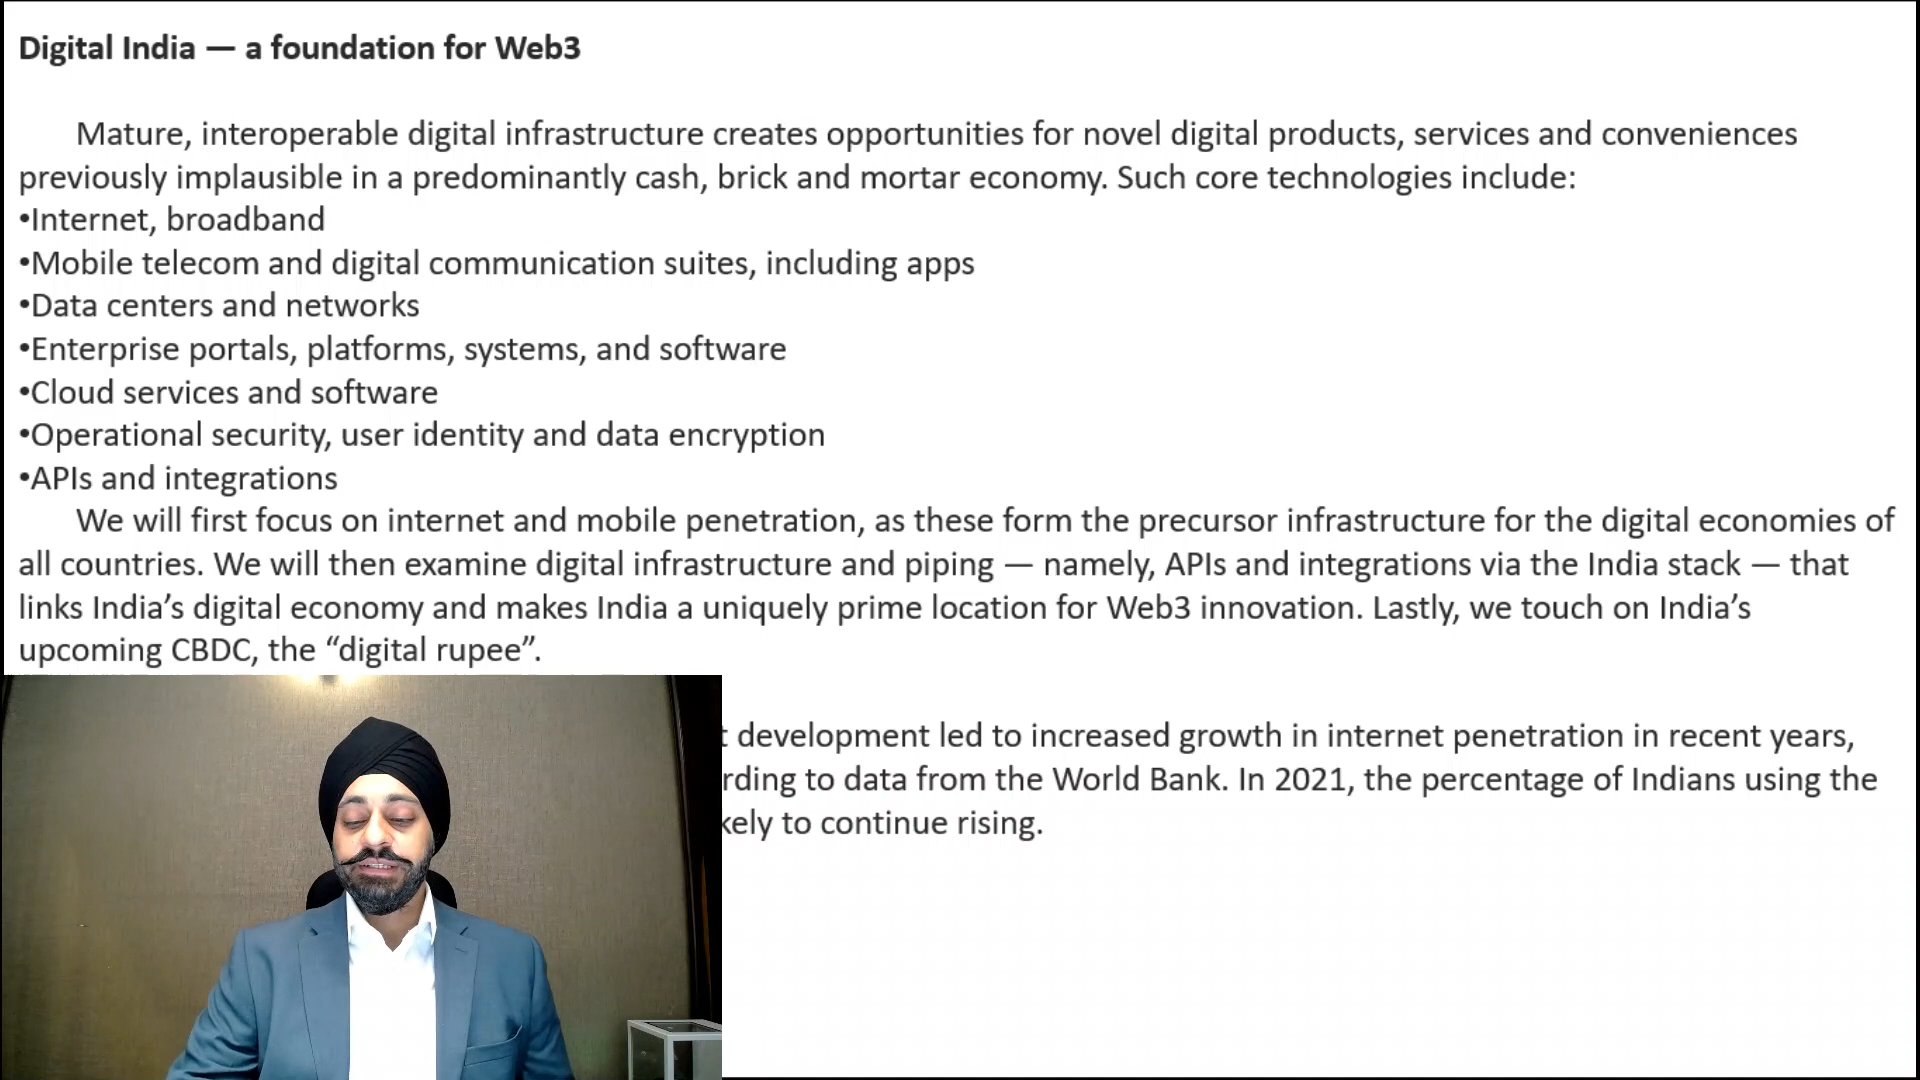 Digital India — a foundation for Web3
Mature, interoperable digital infrastructure creates opportunities for novel digital products, services and conveniences
previously implausible in a predominantly cash, brick and mortar economy. Such core technologies include:
•Internet, broadband
•Mobile telecom and digital communication suites, including apps
•Data centers and networks
•Enterprise portals, platforms, systems, and software
•Cloud services and software
•Operational security, user identity and data encryption
•APIs and integrations
We will first focus on internet and mobile penetration, as these form the precursor infrastructure for the digital economies of
all countries. We will then examine digital infrastructure and piping — namely, APIs and integrations via the India stack — that
links India’s digital economy and makes India a uniquely prime location for Web3 innovation. Lastly, we touch on India’s
upcoming CBDC, the “digital rupee”.
development led to increased growth in internet penetration in recent years,
to data from the World Bank. In 2021, the percentage of Indians using the
to continue rising.